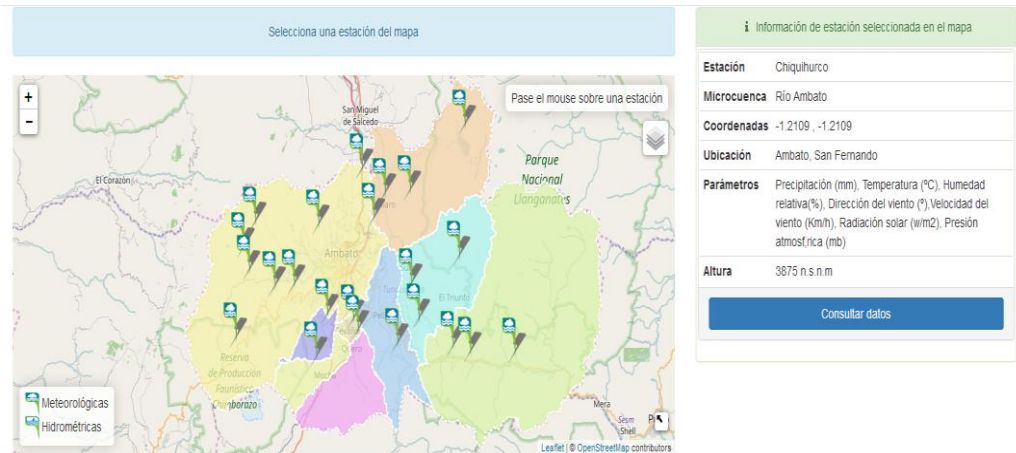 Selecciona una estación del mapa
+
-
Pase el mouse sobre una estación
San Miguel
de Salcedo
El Corazón
Parque
Nacional
Llanganates
Ambato
El Triunfo
Quero
Reserva
de Producción
Faunística
Chimborazo
Mera
Shell
Meteorológicas
Hidrométricas
Leaflet | © OpenStreetMap contributors
i Información de estación seleccionada en el mapa
Estación Chiquihurco
Microcuenca Río Ambato
Coordenadas -1.2109 , -1.2109
Ubicación Ambato, San Fernando
Parámetros Precipitación (mm), Temperatura (ºC), Humedad
relativa(%), Dirección del viento (º),Velocidad del
viento (Km/h), Radiación solar (w/m2), Presión
atmosf,rica (mb)
Altura 3875 n.s.n.m
Consultar datos